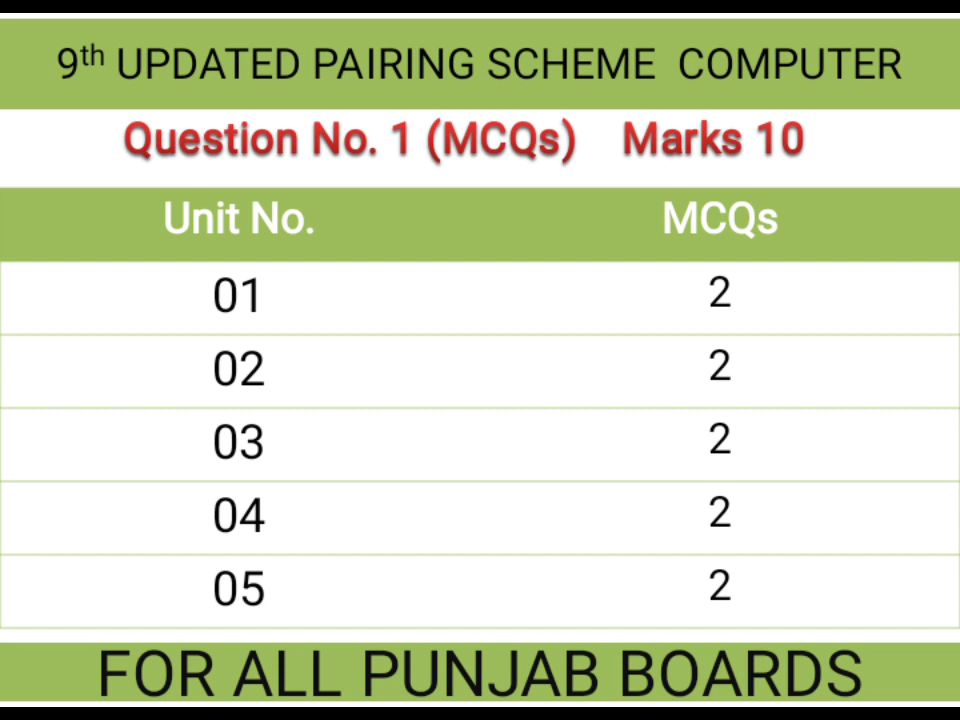 9th UPDATED PAIRING SCHEME COMPUTER
Question No. 1 (MCQs) Marks 10
Unit No. MCQs
01 2
02 2
03 2
04 2
05 2
FOR ALL PUNJAB BOARDS